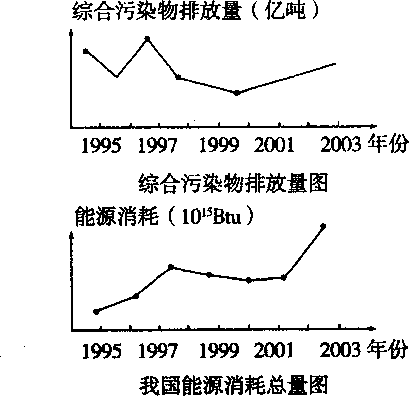 综合污染物排放量（亿吨）
1995 1997 1999 2001 2003 年份
综合污染物排放量图
能源消耗（10¹⁵Btu）
1995 1997 1999 2001 2003 年份
我国能源消耗总量图